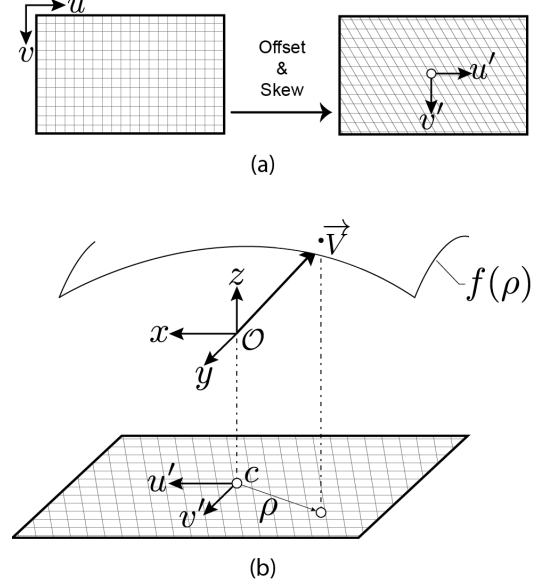 u
v
Offset
&
Skew
u′
v′
(a)
V⃗
f(ρ)
z
x
𝒪
y
u′
c
v′
ρ
(b)